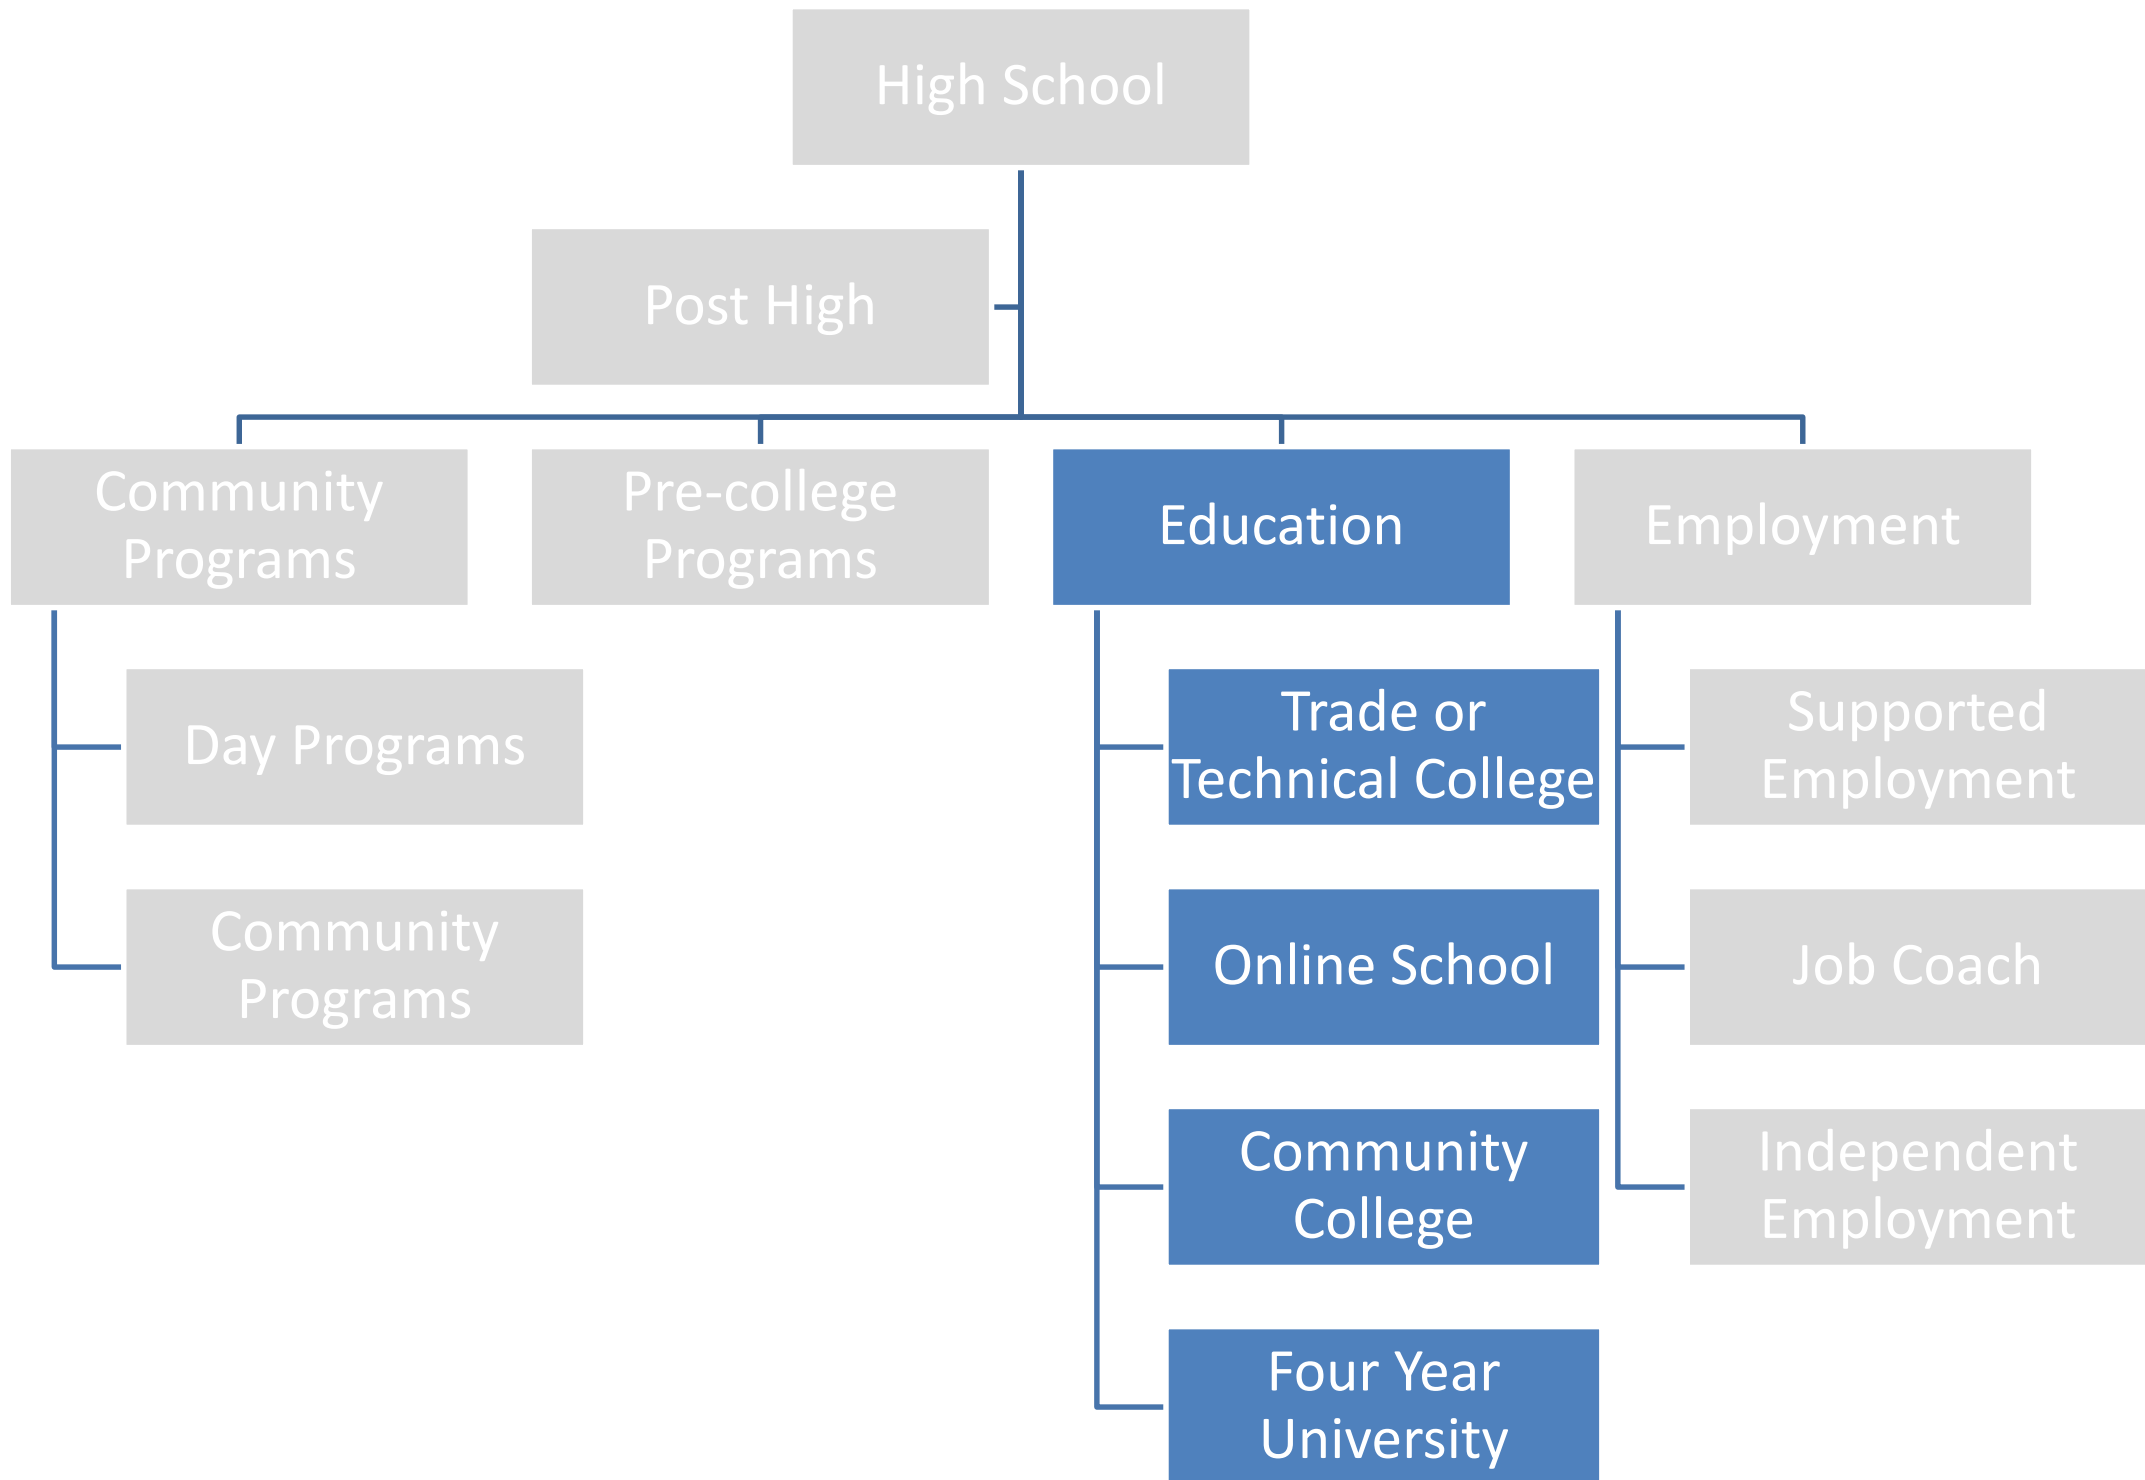 High School
Post High
Community
Programs
Pre-college
Programs
Education
Employment
Day Programs
Community
Programs
Trade or
Technical College
Online School
Community
College
Four Year
University
Supported
Employment
Job Coach
Independent
Employment